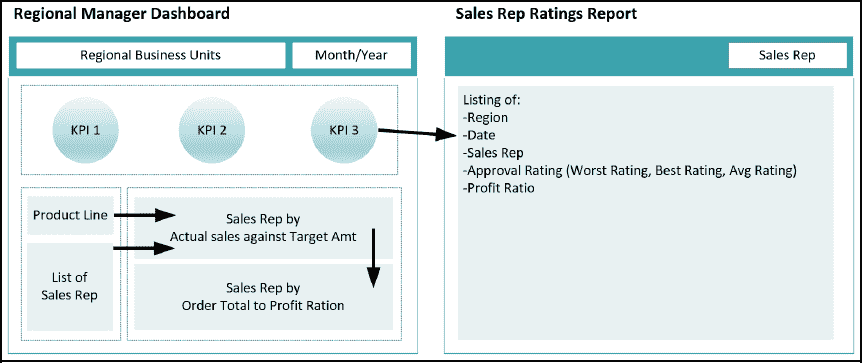 Regional Manager Dashboard
Regional Business Units
Month/Year
KPI 1
KPI 2
KPI 3
Product Line
List of
Sales Rep
Sales Rep by
Actual sales against Target Amt
Sales Rep by
Order Total to Profit Ration
Sales Rep Ratings Report
Sales Rep
Listing of:
-Region
-Date
-Sales Rep
-Approval Rating (Worst Rating, Best Rating, Avg Rating)
-Profit Ratio